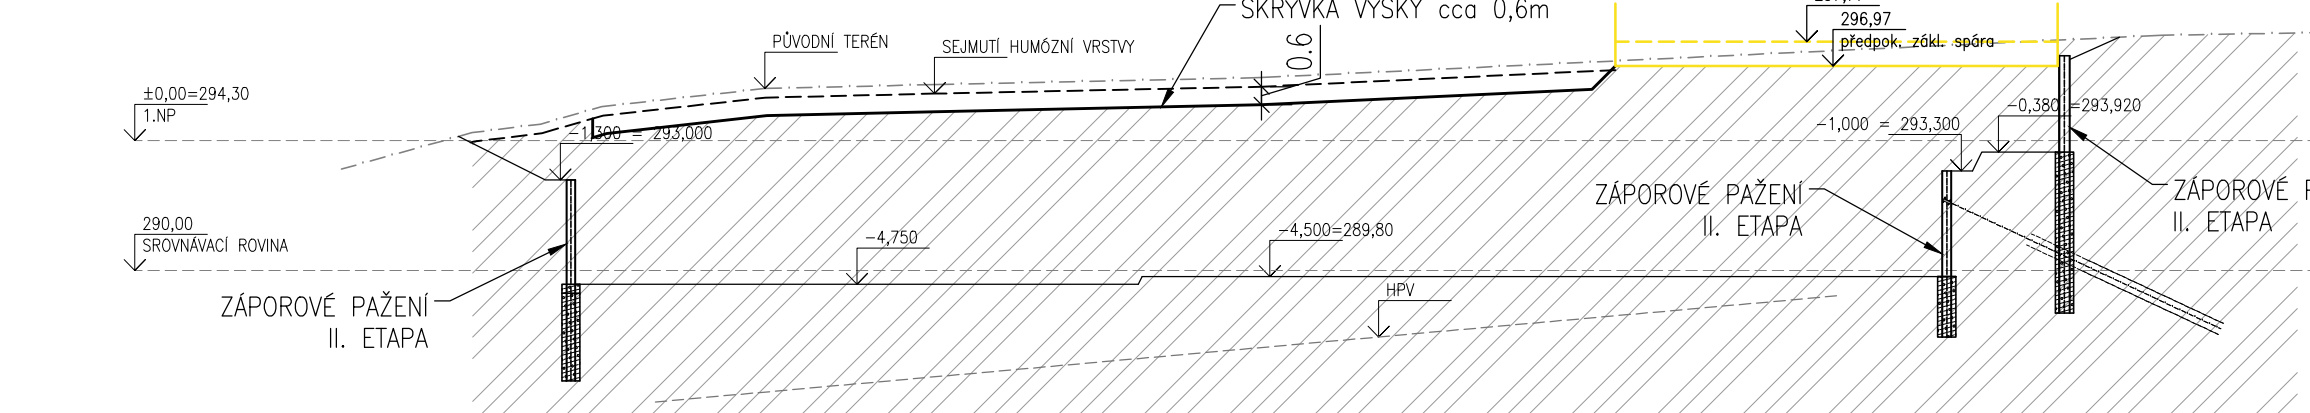 SKRÝVKA VÝŠKY cca 0,6m
296,97
předpok. zákl. spára
PŮVODNÍ TERÉN
SEJMUTÍ HUMÓZNÍ VRSTVY
0.6
±0,00=294,30
1.NP
-1,300 = 293,000
-0,380 =293,920
-1,000 = 293,300
ZÁPOROVÉ PAŽENÍ
II. ETAPA
ZÁPOROVÉ
II. ETAPA
290,00
SROVNÁVACÍ ROVINA
-4,750
-4,500=289,80
HPV
ZÁPOROVÉ PAŽENÍ
II. ETAPA